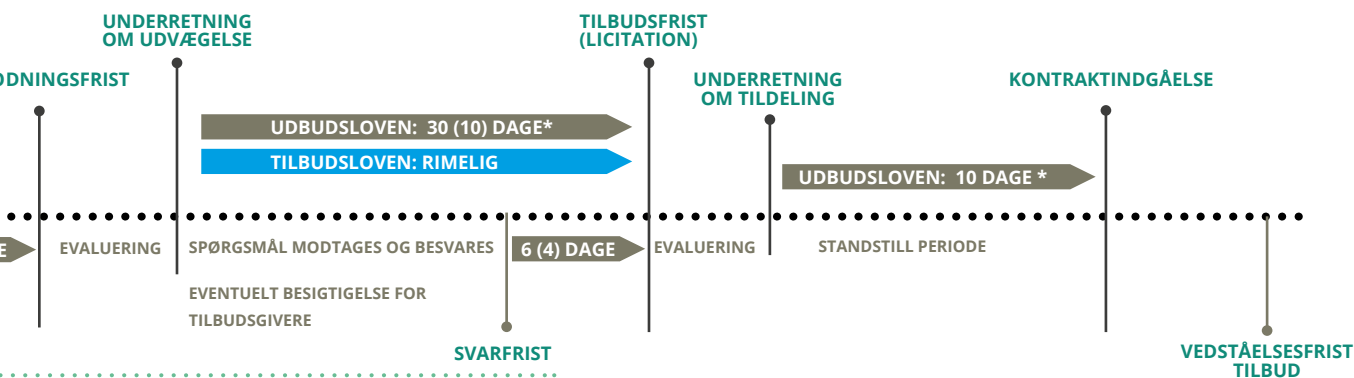 UNDERRETNING
OM UDVÆGELSE
TILBUDSFRIST
(LICITATION)
ODNINGSFRIST
UNDERRETNING
OM TILDELING
KONTRAKTINDGÅELSE
UDBUDSLOVEN: 30 (10) DAGE*
TILBUDSLOVEN: RIMELIG
UDBUDSLOVEN: 10 DAGE *
E
EVALUERING
SPØRGSMÅL MODTAGES OG BESVARES
6 (4) DAGE
EVALUERING
STANDSTILL PERIODE
EVENTUELT BESIGTIGELSE FOR
TILBUDSGIVERE
SVARFRIST
VEDSTÅELSESFRIST
TILBUD